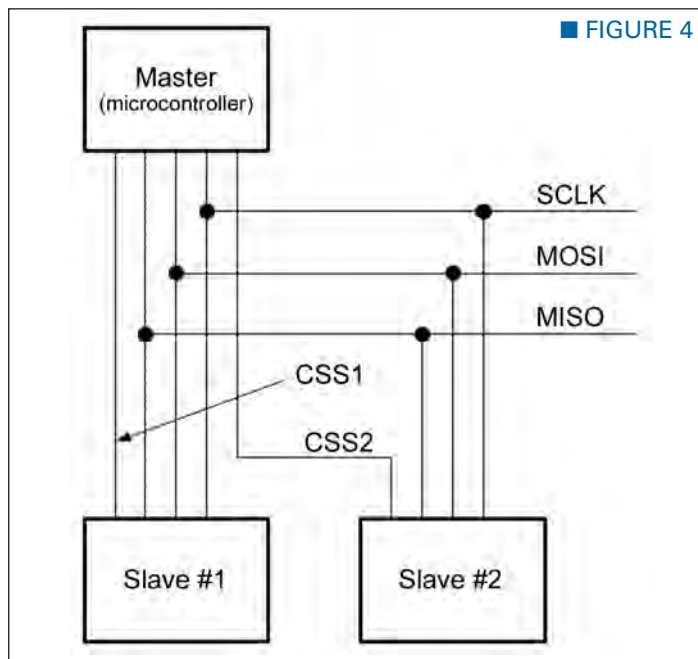 ■ FIGURE 4
Master
(microcontroller)
SCLK
MOSI
MISO
CSS1
CSS2
Slave #1
Slave #2